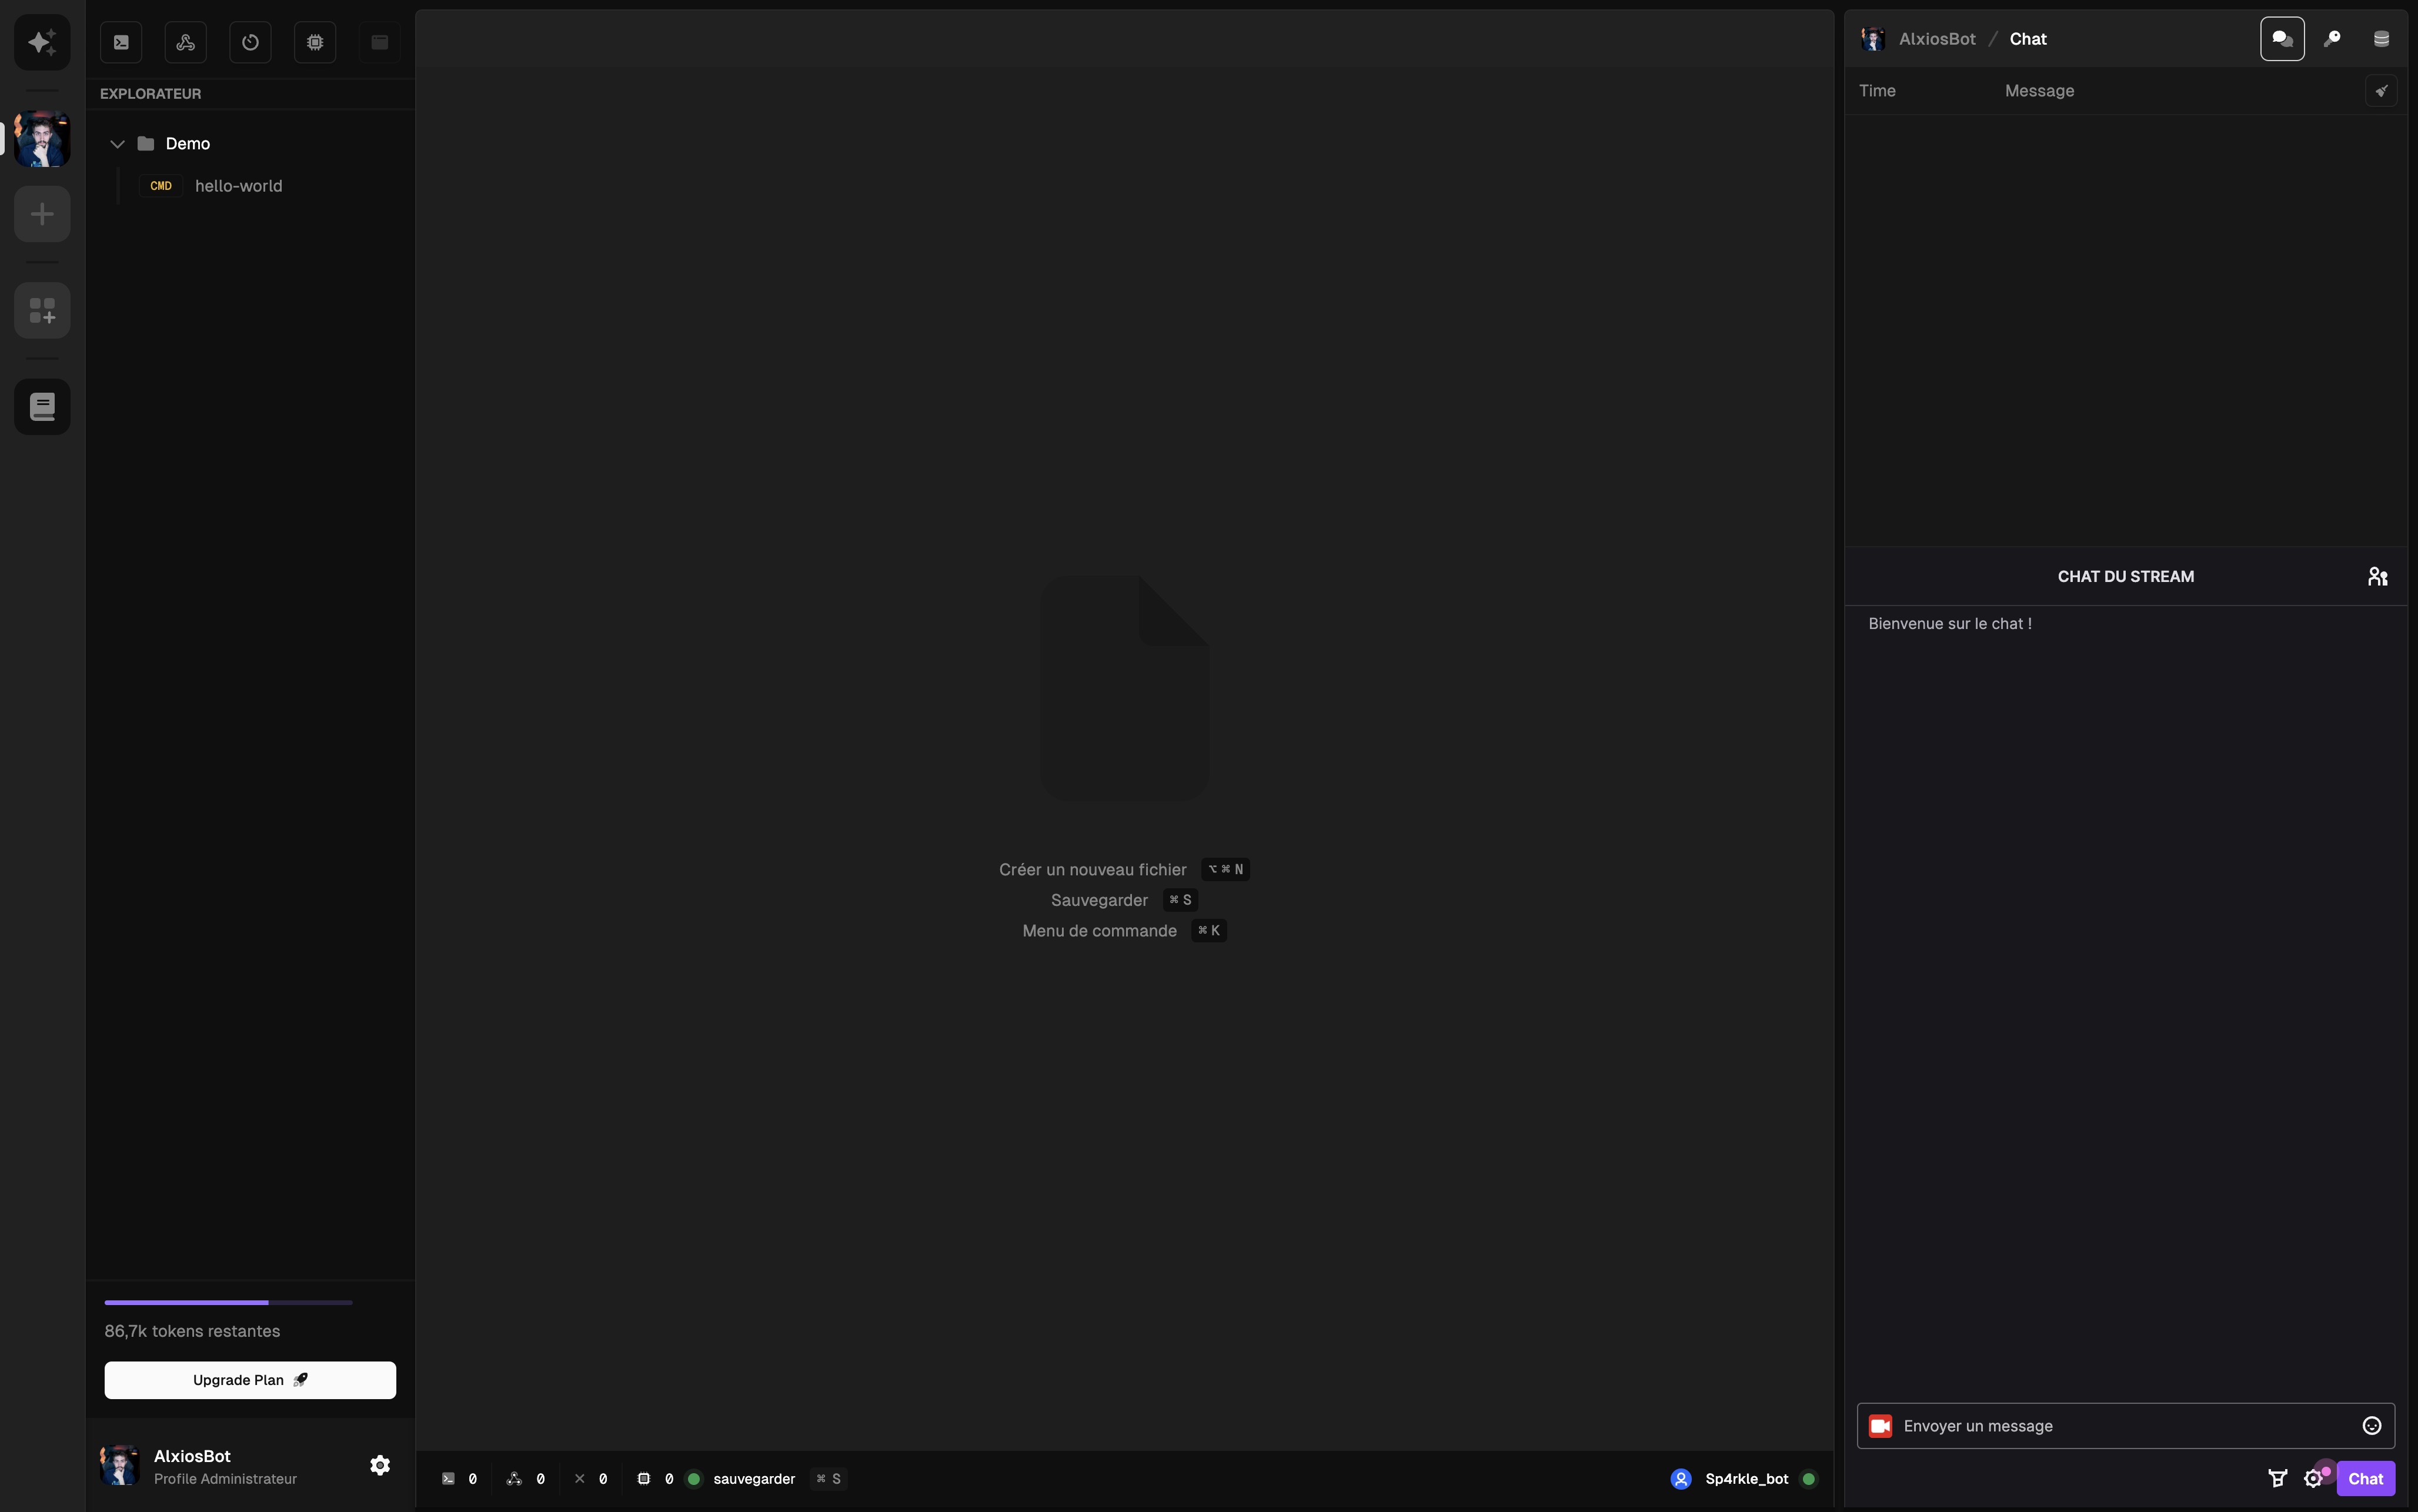 EXPLORATEUR
Demo
CMD hello-world
86,7k tokens restantes
Upgrade Plan
AlxiosBot
Profile Administrateur
Créer un nouveau fichier ⌥ ⌘ N
Sauvegarder ⌘ S
Menu de commande ⌘ K
0 0 0 0 sauvegarder ⌘ S
Sp4rkle_bot
AlxiosBot / Chat
Time Message
CHAT DU STREAM
Bienvenue sur le chat !
Envoyer un message
Chat